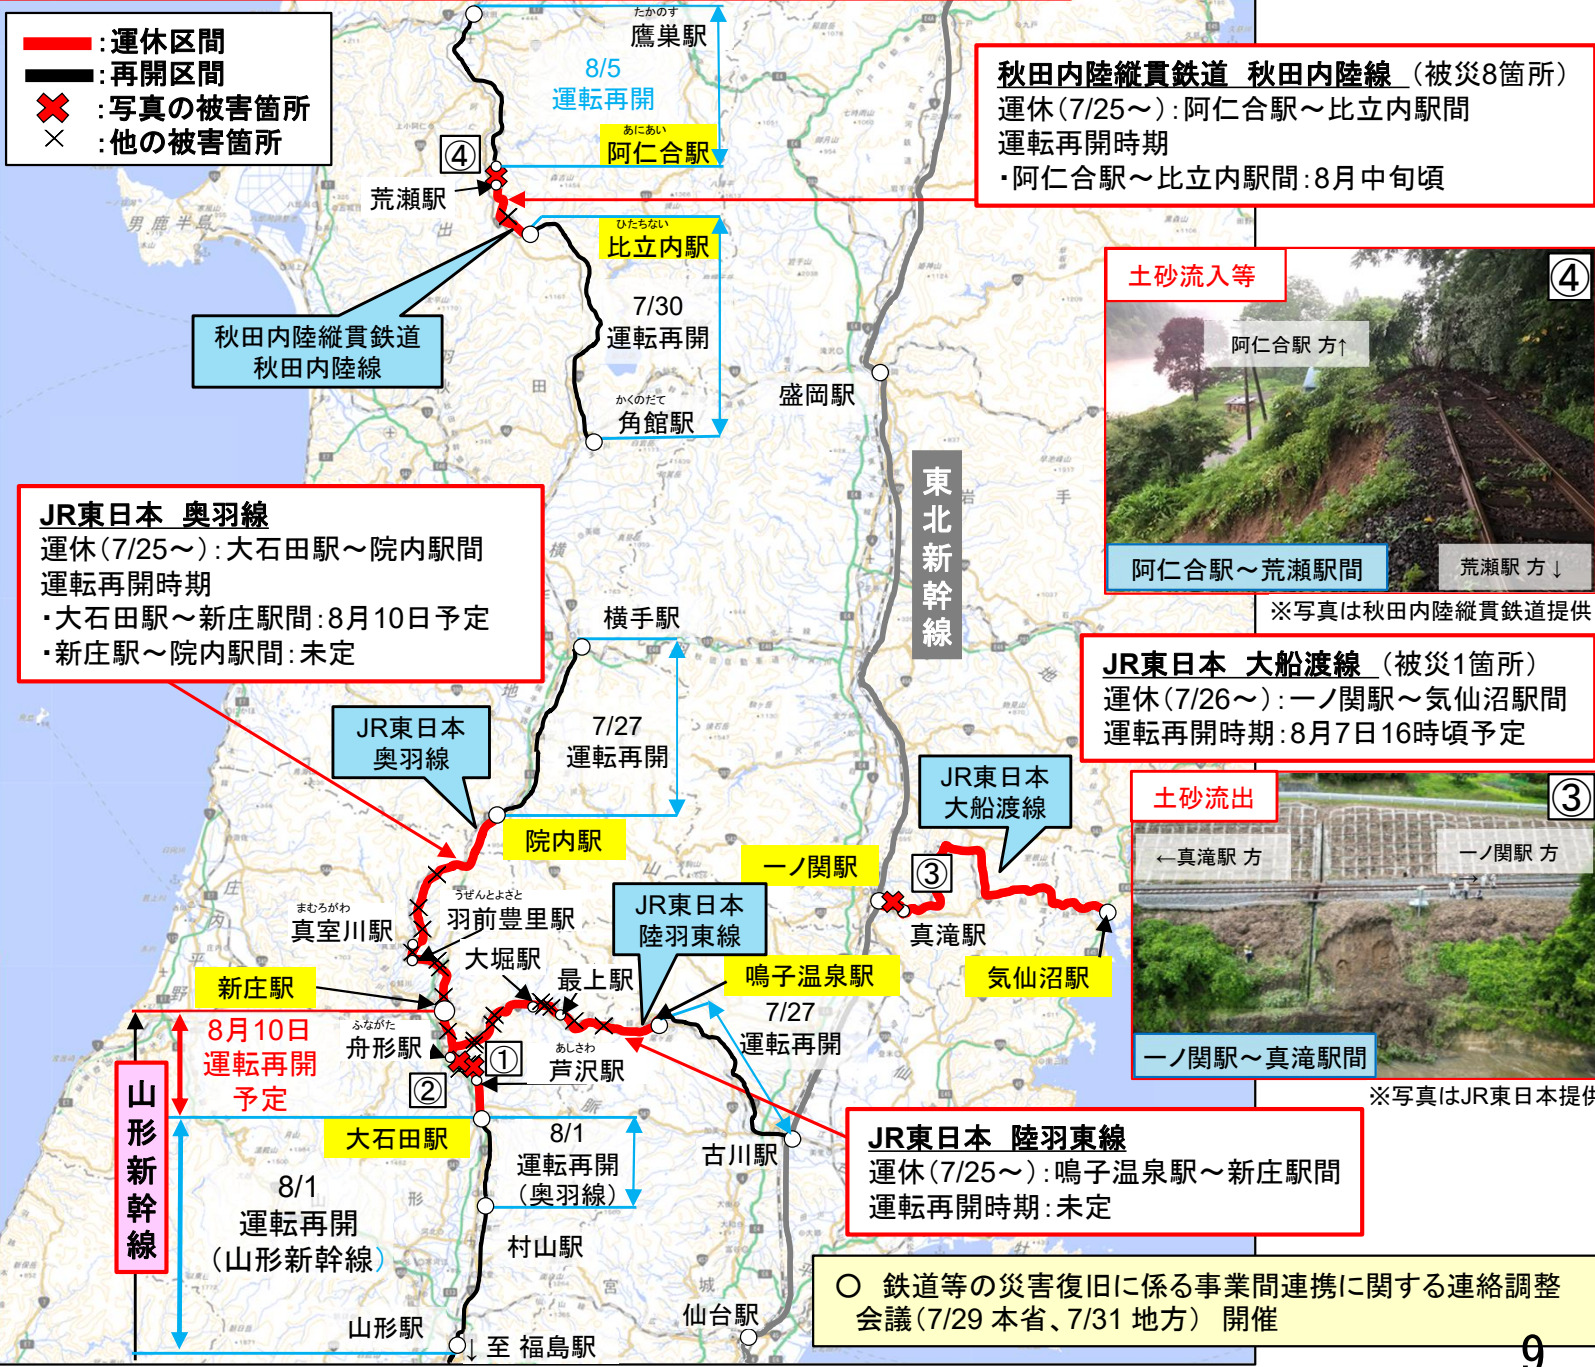 :運休区間
:再開区間
:写真の被害箇所
:他の被害箇所
たかのす
鷹巣駅
8/5
運転再開
あにあい
阿仁合駅
④
荒瀬駅
ひたちない
比立内駅
7/30
運転再開
秋田内陸縦貫鉄道
秋田内陸線
かくのだて
角館駅
盛岡駅
東北新幹線
秋田内陸縦貫鉄道 秋田内陸線 (被災8箇所)
運休(7/25～):阿仁合駅～比立内駅間
運転再開時期
・阿仁合駅～比立内駅間:8月中旬頃
土砂流入等
④
阿仁合駅 方↑
阿仁合駅～荒瀬駅間
荒瀬駅 方↓
※写真は秋田内陸縦貫鉄道提供
JR東日本 奥羽線
運休(7/25～):大石田駅～院内駅間
運転再開時期
・大石田駅～新庄駅間:8月10日予定
・新庄駅～院内駅間:未定
横手駅
7/27
運転再開
JR東日本
奥羽線
院内駅
JR東日本 大船渡線 (被災1箇所)
運休(7/26～):一ノ関駅～気仙沼駅間
運転再開時期:8月7日16時頃予定
JR東日本
大船渡線
一ノ関駅
③
真滝駅
気仙沼駅
土砂流出
③
←真滝駅 方
一ノ関駅 方
→
一ノ関駅～真滝駅間
※写真はJR東日本提供
うぜんとよさと
羽前豊里駅
まむろがわ
真室川駅
大堀駅
最上駅
JR東日本
陸羽東線
鳴子温泉駅
7/27
運転再開
新庄駅
8月10日
運転再開
予定
ふながた
舟形駅
①
②
あしさわ
芦沢駅
大石田駅
8/1
運転再開
(奥羽線)
山形新幹線
8/1
運転再開
(山形新幹線)
村山駅
山形駅
↓至 福島駅
古川駅
仙台駅
JR東日本 陸羽東線
運休(7/25～):鳴子温泉駅～新庄駅間
運転再開時期:未定
○ 鉄道等の災害復旧に係る事業間連携に関する連絡調整
会議(7/29 本省、7/31 地方) 開催
9